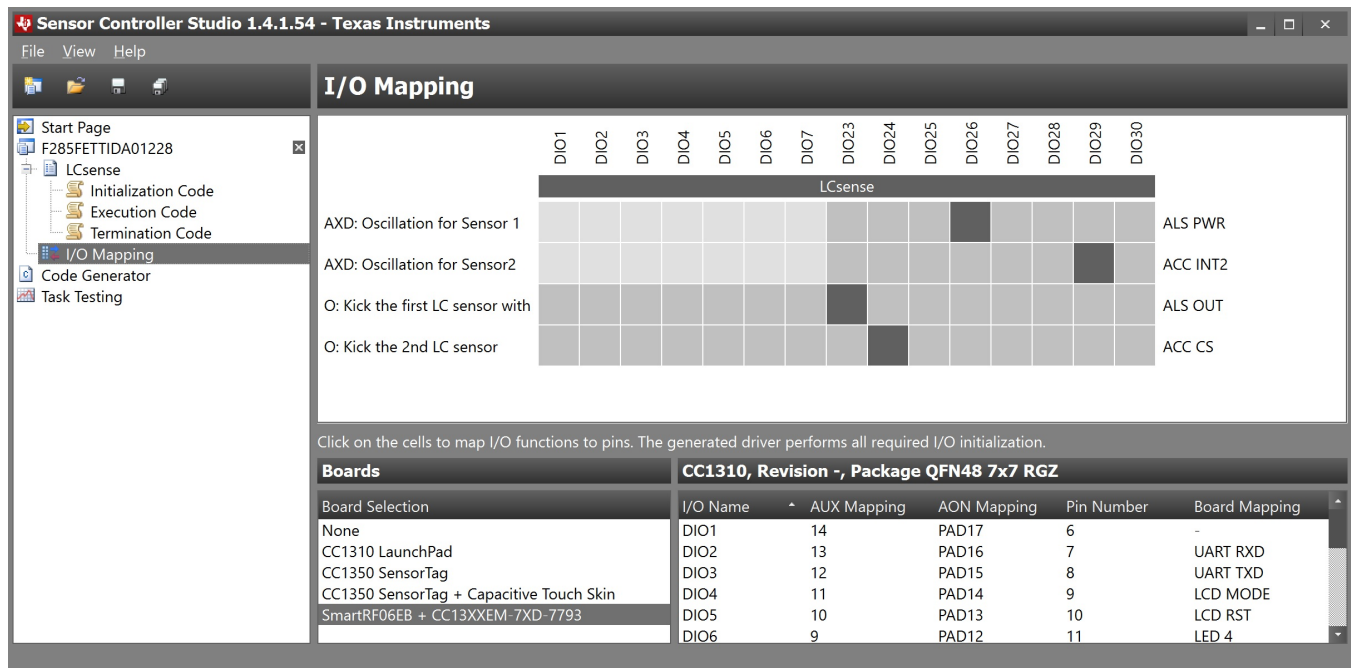 Sensor Controller Studio 1.4.1.54 - Texas Instruments
File View Help
I/O Mapping
Start Page
F285FETTIDA01228
LCsense
Initialization Code
Execution Code
Termination Code
I/O Mapping
Code Generator
Task Testing
DIO1 DIO2 DIO3 DIO4 DIO5 DIO6 DIO7 DIO23 DIO24 DIO25 DIO26 DIO27 DIO28 DIO29 DIO30
LCsense
AXD: Oscillation for Sensor 1 ALS PWR
AXD: Oscillation for Sensor2 ACC INT2
O: Kick the first LC sensor with ALS OUT
O: Kick the 2nd LC sensor ACC CS
Click on the cells to map I/O functions to pins. The generated driver performs all required I/O initialization.
Boards
Board Selection
None
CC1310 LaunchPad
CC1350 SensorTag
CC1350 SensorTag + Capacitive Touch Skin
SmartRF06EB + CC13XXEM-7XD-7793
CC1310, Revision -, Package QFN48 7x7 RGZ
I/O Name AUX Mapping AON Mapping Pin Number Board Mapping
DIO1 14 PAD17 6 -
DIO2 13 PAD16 7 UART RXD
DIO3 12 PAD15 8 UART TXD
DIO4 11 PAD14 9 LCD MODE
DIO5 10 PAD13 10 LCD RST
DIO6 9 PAD12 11 LED 4